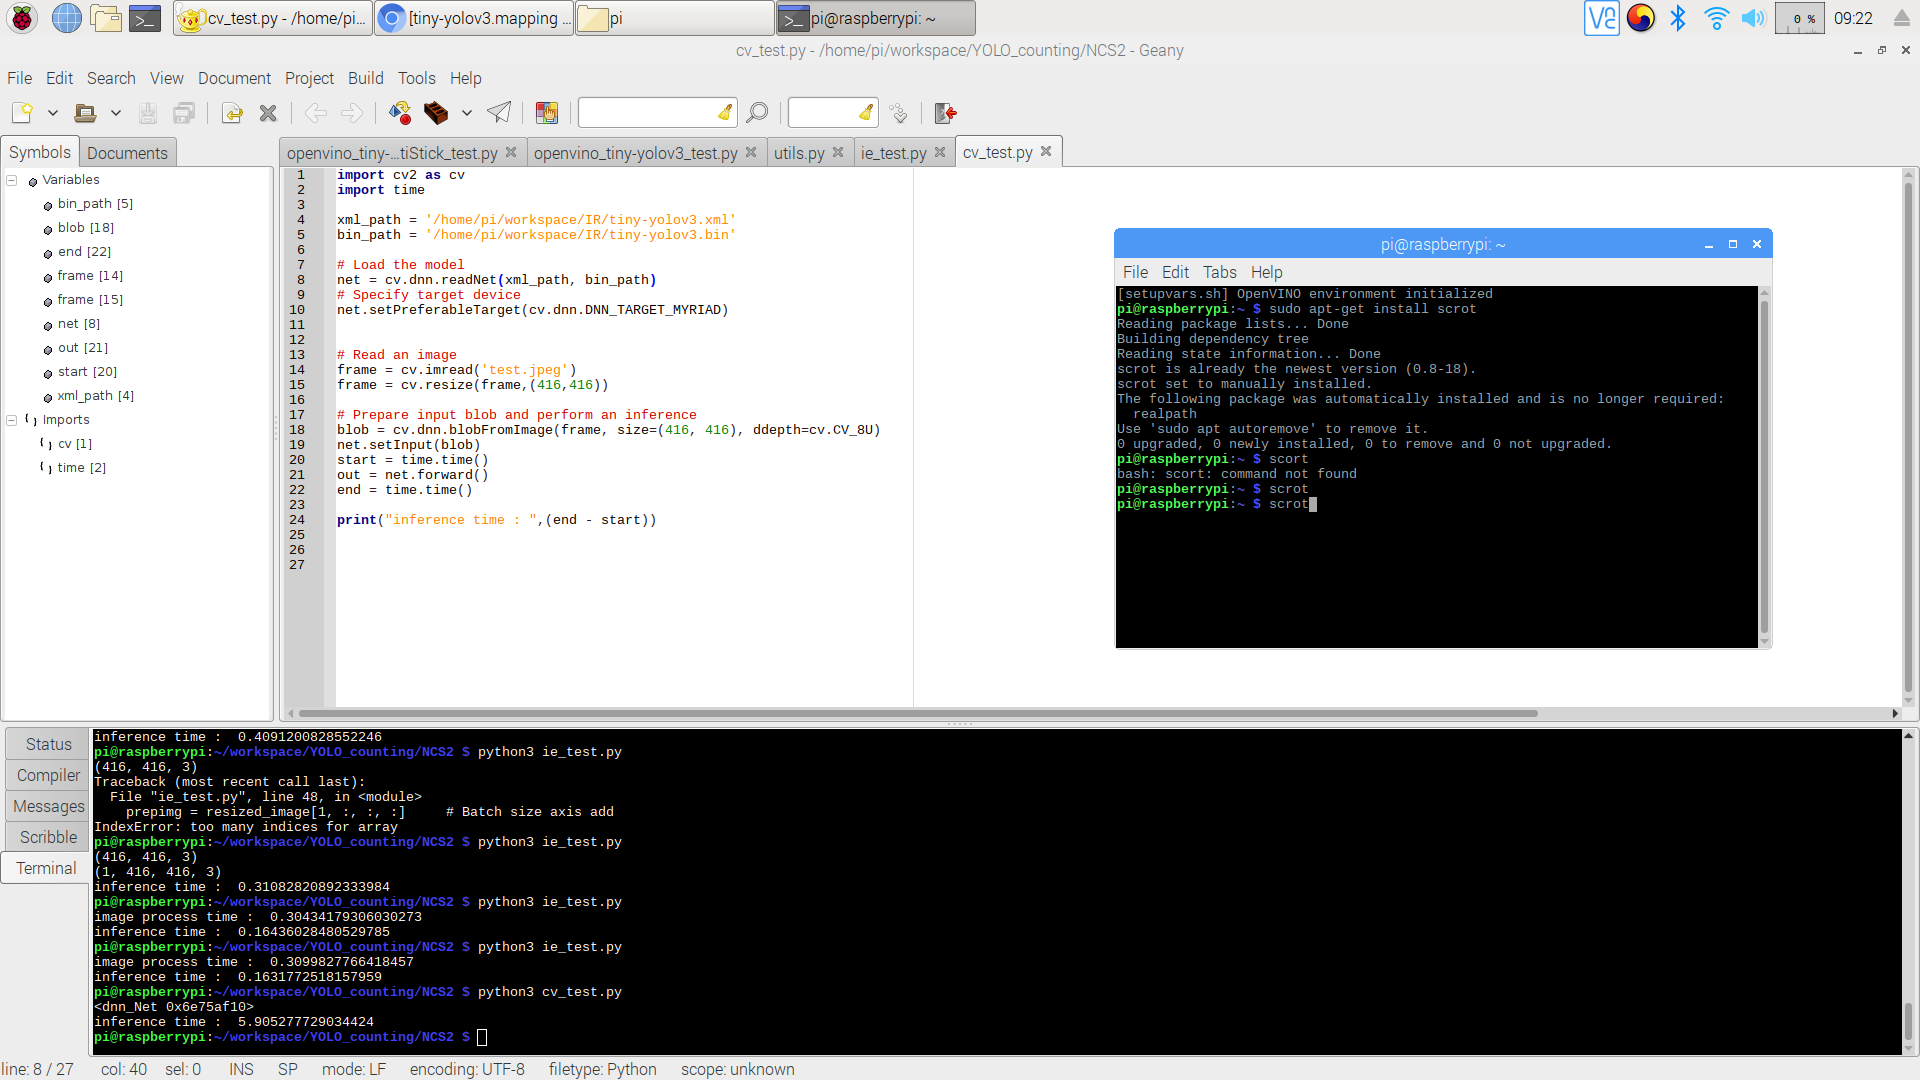 cv_test.py - /home/pi...
[tiny-yolov3.mapping ...
pi
pi@raspberrypi: ~
0 %
09:22
cv_test.py - /home/pi/workspace/YOLO_counting/NCS2 - Geany
File Edit Search View Document Project Build Tools Help
Symbols Documents
openvino_tiny-...tiStick_test.py openvino_tiny-yolov3_test.py utils.py ie_test.py cv_test.py
Variables
bin_path [5]
blob [18]
end [22]
frame [14]
frame [15]
net [8]
out [21]
start [20]
xml_path [4]
Imports
cv [1]
time [2]
1 import cv2 as cv
2 import time
3
4 xml_path = '/home/pi/workspace/IR/tiny-yolov3.xml'
5 bin_path = '/home/pi/workspace/IR/tiny-yolov3.bin'
6
7 # Load the model
8 net = cv.dnn.readNet(xml_path, bin_path)
9 # Specify target device
10 net.setPreferableTarget(cv.dnn.DNN_TARGET_MYRIAD)
11
12
13 # Read an image
14 frame = cv.imread('test.jpeg')
15 frame = cv.resize(frame,(416,416))
16
17 # Prepare input blob and perform an inference
18 blob = cv.dnn.blobFromImage(frame, size=(416, 416), ddepth=cv.CV_8U)
19 net.setInput(blob)
20 start = time.time()
21 out = net.forward()
22 end = time.time()
23
24 print("inference time : ",(end - start))
25
26
27
pi@raspberrypi: ~
File Edit Tabs Help
[setupvars.sh] OpenVINO environment initialized
pi@raspberrypi:~ $ sudo apt-get install scrot
Reading package lists... Done
Building dependency tree
Reading state information... Done
scrot is already the newest version (0.8-18).
scrot set to manually installed.
The following package was automatically installed and is no longer required:
realpath
Use 'sudo apt autoremove' to remove it.
0 upgraded, 0 newly installed, 0 to remove and 0 not upgraded.
pi@raspberrypi:~ $ scort
bash: scort: command not found
pi@raspberrypi:~ $ scrot
pi@raspberrypi:~ $ scrot
Status
Compiler
Messages
Scribble
Terminal
inference time :  0.4091200828552246
pi@raspberrypi:~/workspace/YOLO_counting/NCS2 $ python3 ie_test.py
(416, 416, 3)
Traceback (most recent call last):
File "ie_test.py", line 48, in <module>
prepimg = resized_image[1, :, :, :]     # Batch size axis add
IndexError: too many indices for array
pi@raspberrypi:~/workspace/YOLO_counting/NCS2 $ python3 ie_test.py
(416, 416, 3)
(1, 416, 416, 3)
inference time :  0.31082820892333984
pi@raspberrypi:~/workspace/YOLO_counting/NCS2 $ python3 ie_test.py
image process time :  0.30434179306030273
inference time :  0.16436028480529785
pi@raspberrypi:~/workspace/YOLO_counting/NCS2 $ python3 ie_test.py
image process time :  0.3099827766418457
inference time :  0.1631772518157959
pi@raspberrypi:~/workspace/YOLO_counting/NCS2 $ python3 cv_test.py
<dnn_Net 0x6e75af10>
inference time :  5.905277729034424
pi@raspberrypi:~/workspace/YOLO_counting/NCS2 $
line: 8 / 27 col: 40 sel: 0 INS SP mode: LF encoding: UTF-8 filetype: Python scope: unknown